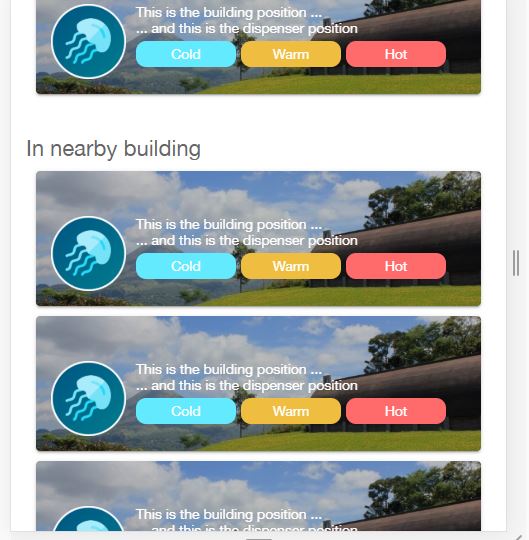 This is the building position ...
... and this is the dispenser position
Cold Warm Hot
In nearby building
This is the building position ...
... and this is the dispenser position
Cold Warm Hot
This is the building position ...
... and this is the dispenser position
Cold Warm Hot
This is the building position ...
... and this is the dispenser position